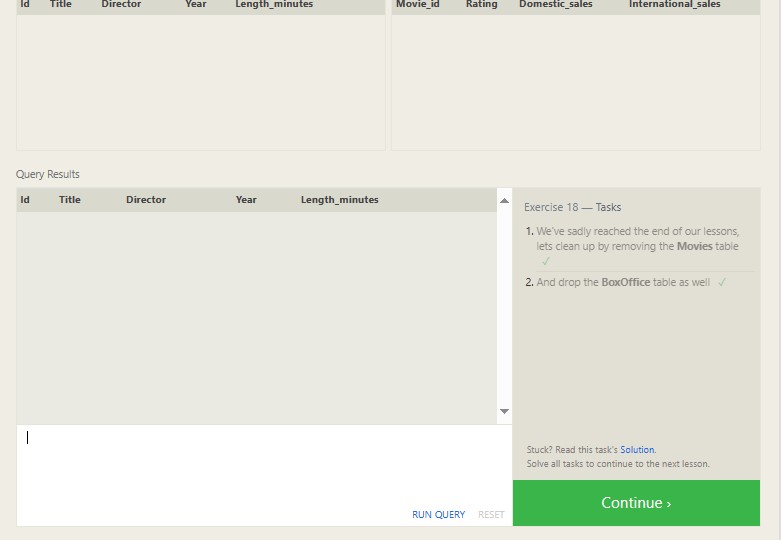 Id Title Director Year Length_minutes
Movie_id Rating Domestic_sales International_sales
Query Results
Id Title Director Year Length_minutes
Exercise 18 — Tasks
1. We've sadly reached the end of our lessons,
lets clean up by removing the Movies table
✓
2. And drop the BoxOffice table as well ✓
Stuck? Read this task's Solution.
Solve all tasks to continue to the next lesson.
RUN QUERY RESET
Continue ›